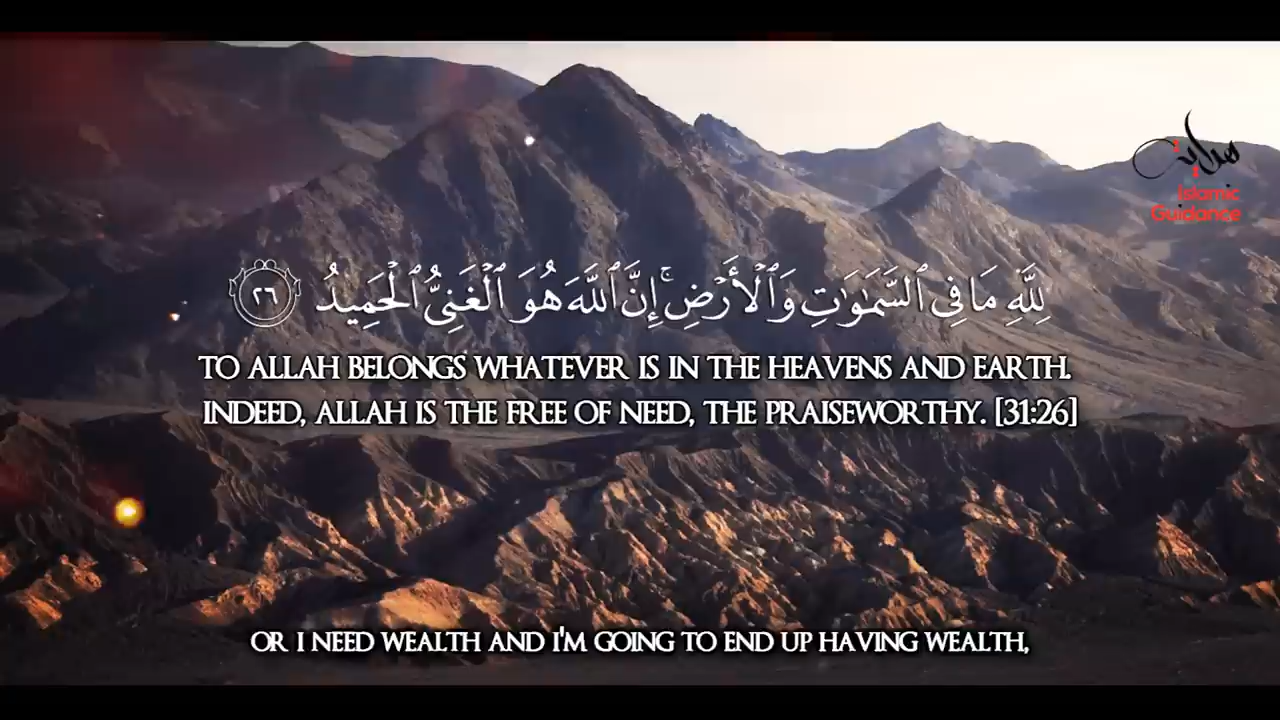 هداية
Islamic
Guidance
لِلَّهِ مَا فِى ٱلسَّمَـٰوَٰتِ وَٱلْأَرْضِ ۚ إِنَّ ٱللَّهَ هُوَ ٱلْغَنِىُّ ٱلْحَمِيدُ ٢٦
TO ALLAH BELONGS WHATEVER IS IN THE HEAVENS AND EARTH.
INDEED, ALLAH IS THE FREE OF NEED, THE PRAISEWORTHY. [31:26]
OR I NEED WEALTH AND I'M GOING TO END UP HAVING WEALTH,